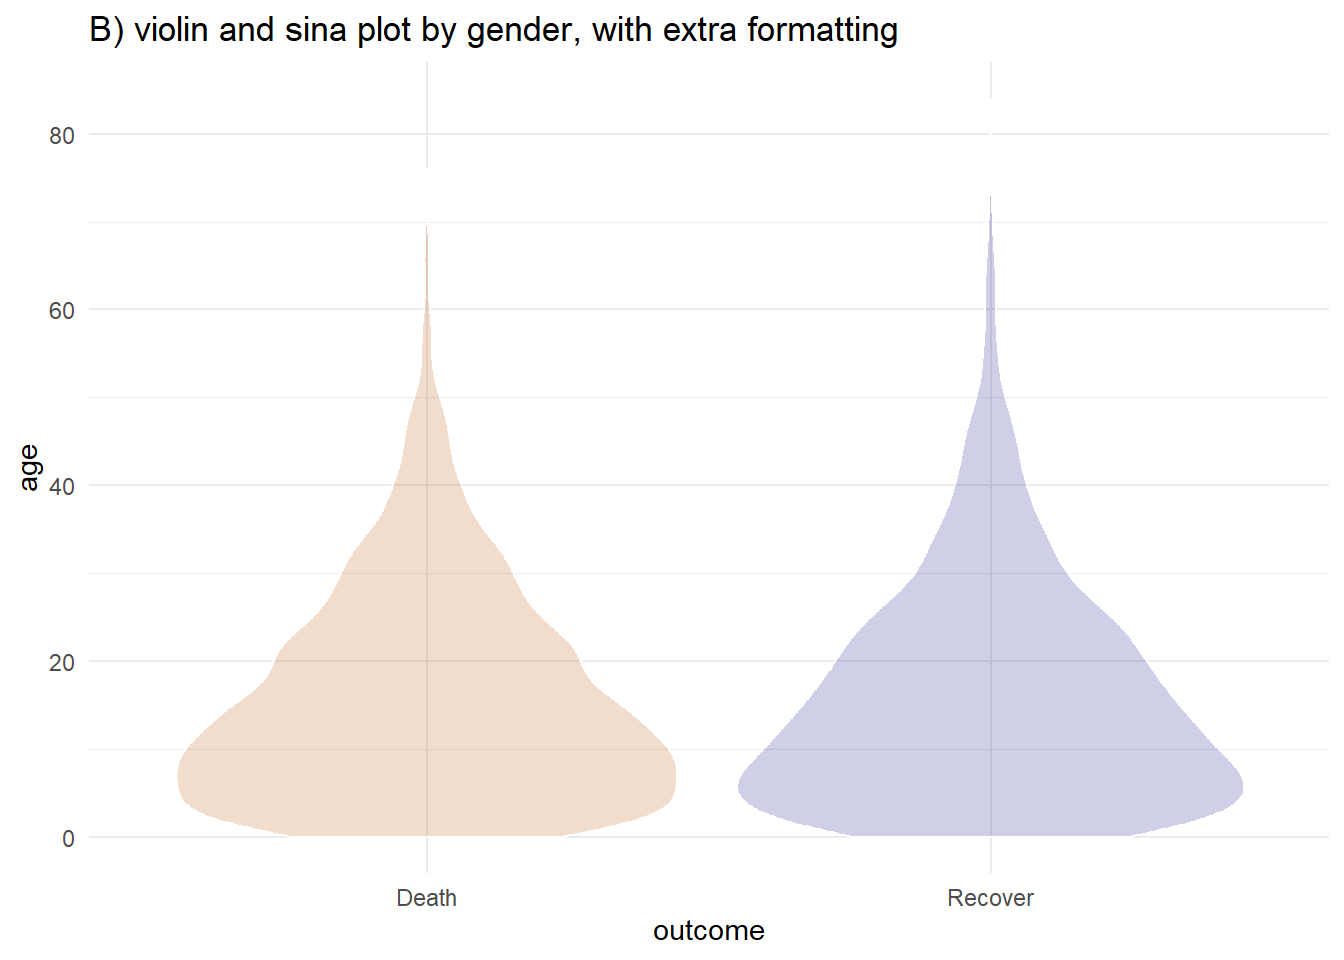 B) violin and sina plot by gender, with extra formatting
80
60
40
20
0
age
Death
Recover
outcome